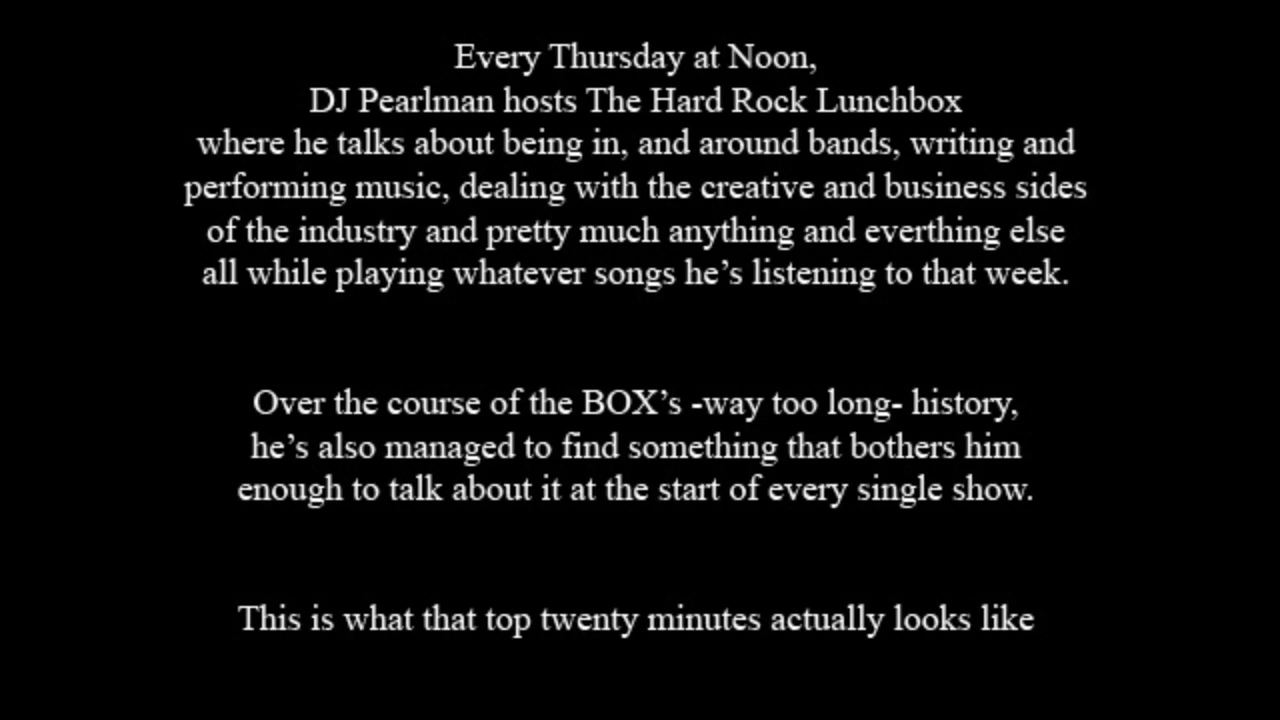 Every Thursday at Noon,
DJ Pearlman hosts The Hard Rock Lunchbox
where he talks about being in, and around bands, writing and
performing music, dealing with the creative and business sides
of the industry and pretty much anything and everthing else
all while playing whatever songs he’s listening to that week.
Over the course of the BOX’s -way too long- history,
he’s also managed to find something that bothers him
enough to talk about it at the start of every single show.
This is what that top twenty minutes actually looks like